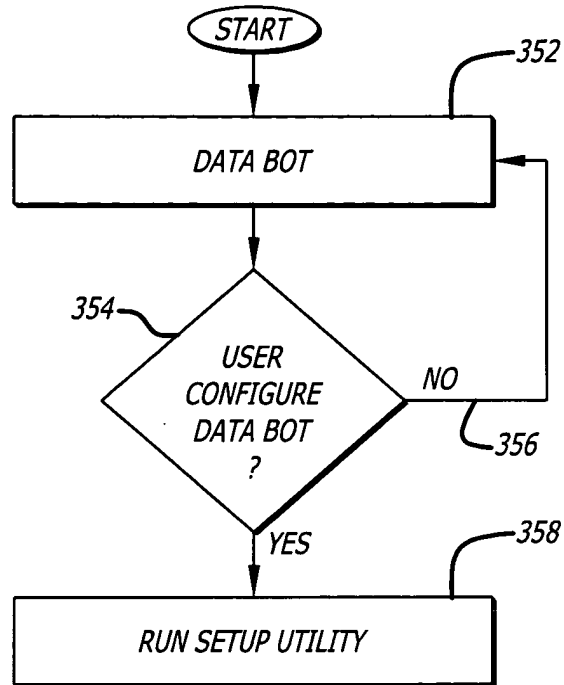 START
352
DATA BOT
354
USER
CONFIGURE
DATA BOT
?
NO
356
YES
358
RUN SETUP UTILITY